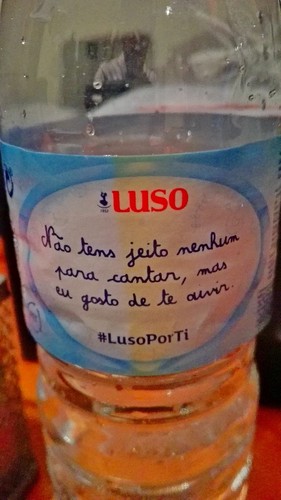 LUSO
Não tens jeito nenhum
para cantar, mas
eu gosto de te ouvir.
#LusoPorTi